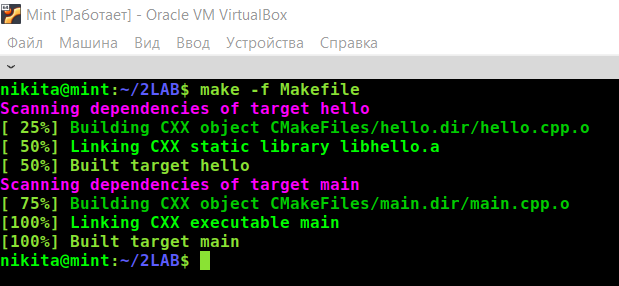 Mint [Работает] - Oracle VM VirtualBox
Файл Машина Вид Ввод Устройства Справка
nikita@mint:~/2LAB$ make -f Makefile
Scanning dependencies of target hello
[ 25%] Building CXX object CMakeFiles/hello.dir/hello.cpp.o
[ 50%] Linking CXX static library libhello.a
[ 50%] Built target hello
Scanning dependencies of target main
[ 75%] Building CXX object CMakeFiles/main.dir/main.cpp.o
[100%] Linking CXX executable main
[100%] Built target main
nikita@mint:~/2LAB$